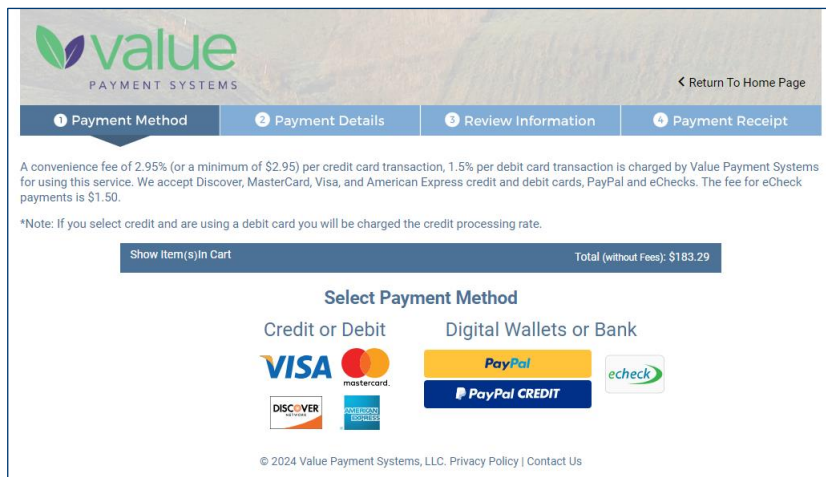 value
PAYMENT SYSTEMS
Return To Home Page
1 Payment Method
2 Payment Details
3 Review Information
4 Payment Receipt
A convenience fee of 2.95% (or a minimum of $2.95) per credit card transaction, 1.5% per debit card transaction is charged by Value Payment Systems
for using this service. We accept Discover, MasterCard, Visa, and American Express credit and debit cards, PayPal and eChecks. The fee for eCheck
payments is $1.50.
*Note: If you select credit and are using a debit card you will be charged the credit processing rate.
Show Item(s)In Cart
Total (without Fees): $183.29
Select Payment Method
Credit or Debit
Digital Wallets or Bank
VISA
mastercard.
PayPal
echeck
PayPal CREDIT
DISCOVER
NETWORK
AMERICAN
EXPRESS
© 2024 Value Payment Systems, LLC. Privacy Policy | Contact Us